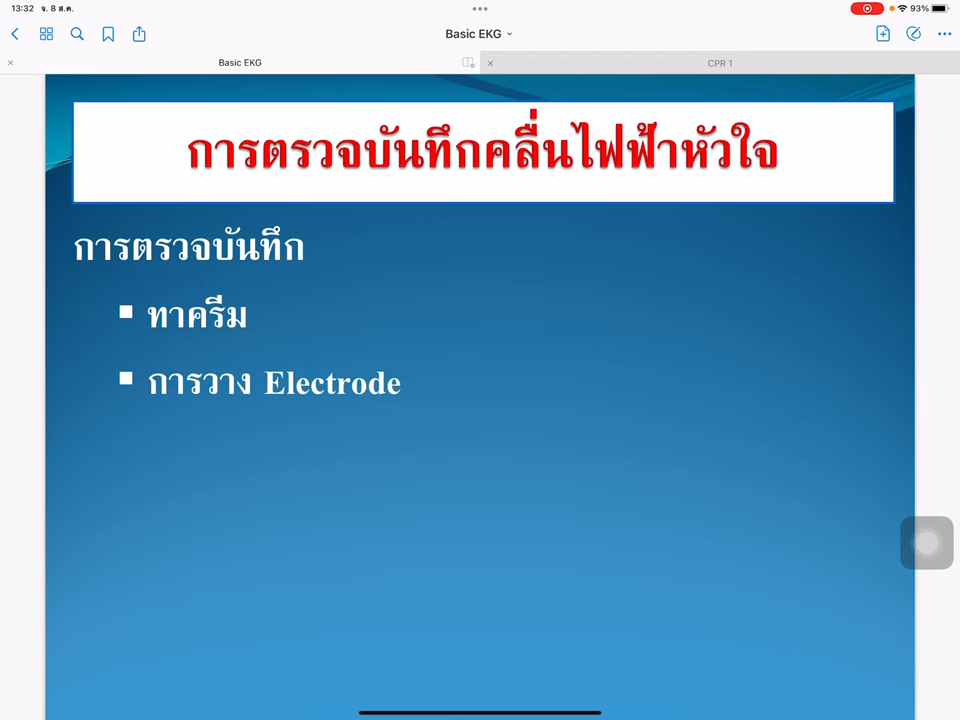 13:32 จ. 8 ส.ค.
93%
Basic EKG
Basic EKG
CPR 1
การตรวจบันทึกคลื่นไฟฟ้าหัวใจ
การตรวจบันทึก
▪ ทาครีม
▪ การวาง Electrode